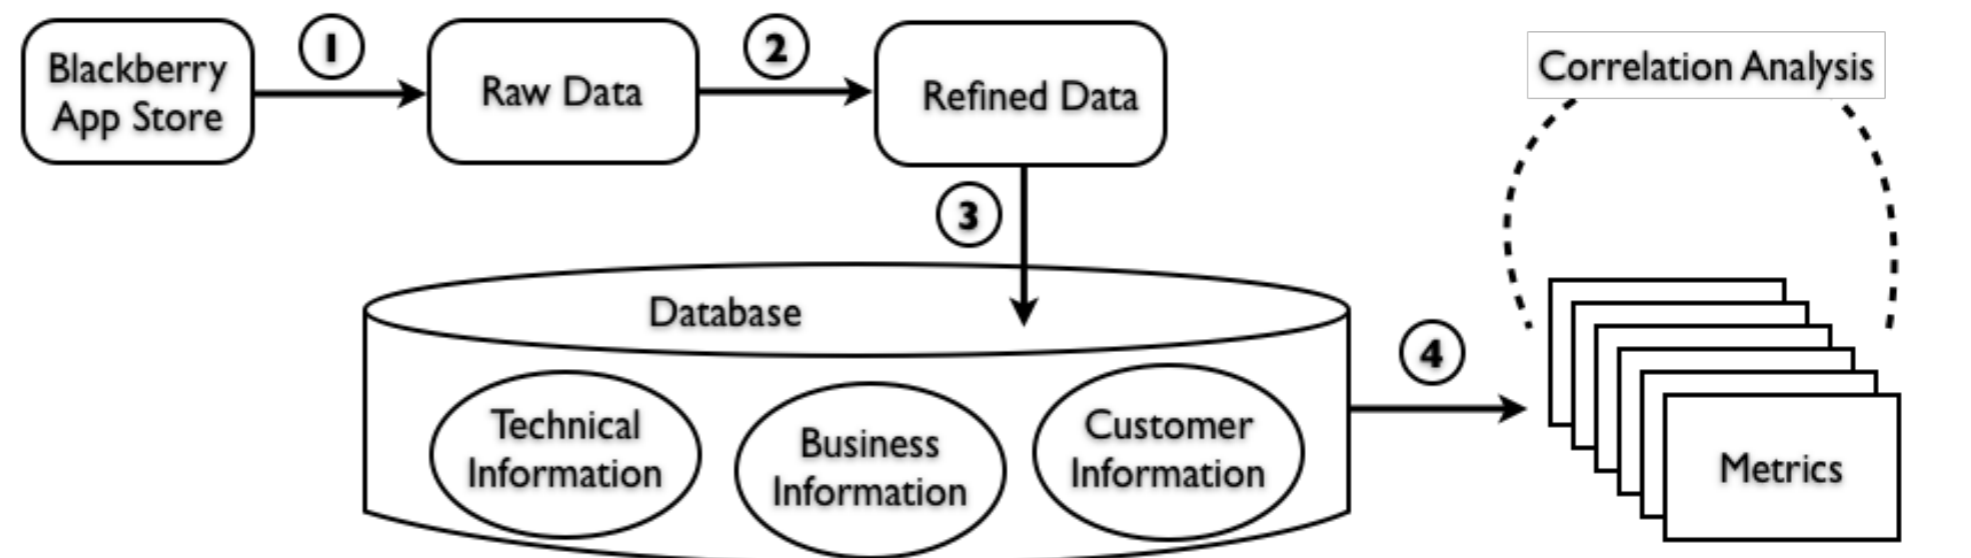 Blackberry
App Store
1
Raw Data
2
Refined Data
Correlation Analysis
3
Database
Technical
Information
Business
Information
Customer
Information
4
Metrics